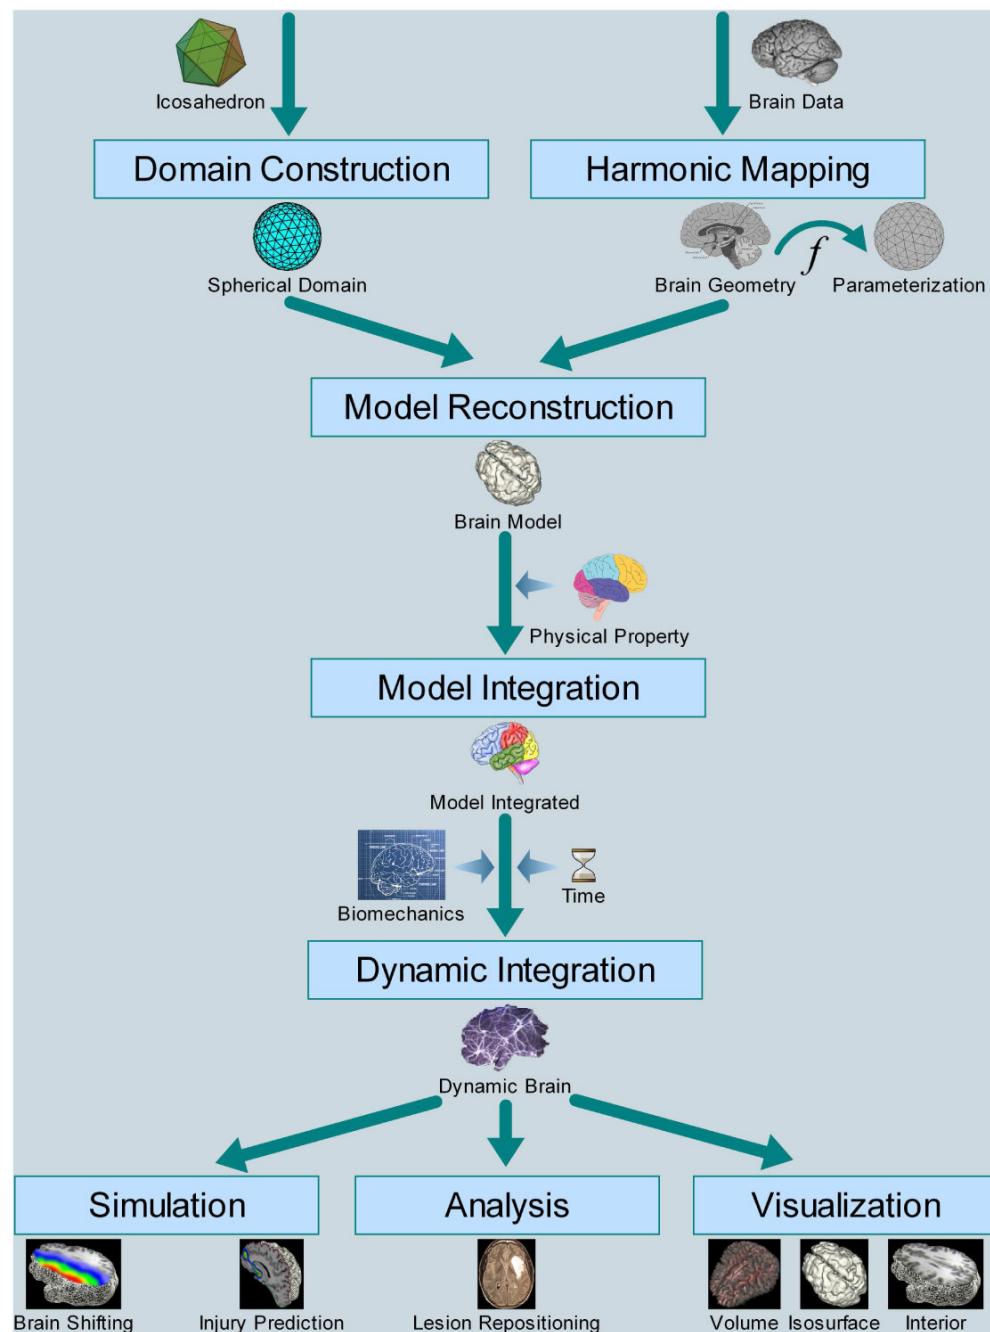 Icosahedron
Brain Data
Domain Construction
Harmonic Mapping
Spherical Domain
Brain Geometry
f
Parameterization
Model Reconstruction
Brain Model
Physical Property
Model Integration
Model Integrated
Biomechanics
Time
Dynamic Integration
Dynamic Brain
Simulation
Analysis
Visualization
Brain Shifting
Injury Prediction
Lesion Repositioning
Volume
Isosurface
Interior